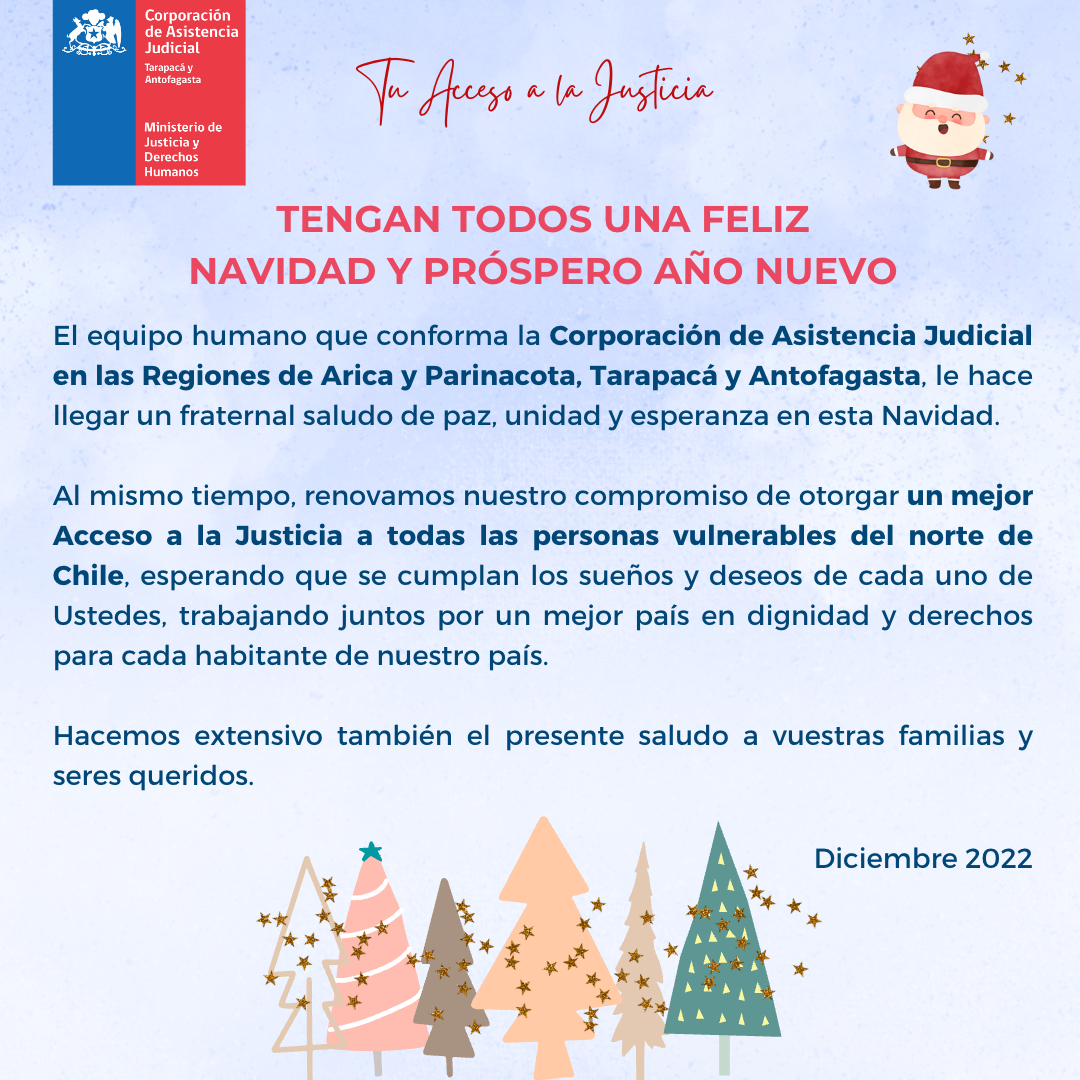 Corporación
de Asistencia
Judicial
Tarapacá y
Antofagasta
Ministerio de
Justicia y
Derechos
Humanos
Tu Acceso a la Justicia
TENGAN TODOS UNA FELIZ
NAVIDAD Y PRÓSPERO AÑO NUEVO
El equipo humano que conforma la Corporación de Asistencia Judicial
en las Regiones de Arica y Parinacota, Tarapacá y Antofagasta, le hace
llegar un fraternal saludo de paz, unidad y esperanza en esta Navidad.
Al mismo tiempo, renovamos nuestro compromiso de otorgar un mejor
Acceso a la Justicia a todas las personas vulnerables del norte de
Chile, esperando que se cumplan los sueños y deseos de cada uno de
Ustedes, trabajando juntos por un mejor país en dignidad y derechos
para cada habitante de nuestro país.
Hacemos extensivo también el presente saludo a vuestras familias y
seres queridos.
Diciembre 2022